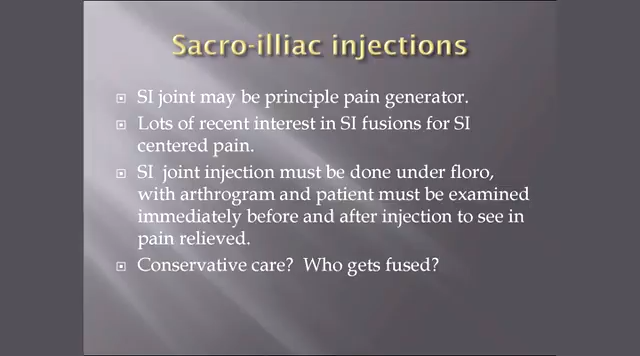 Sacro-illiac injections
SI joint may be principle pain generator.
Lots of recent interest in SI fusions for SI
centered pain.
SI joint injection must be done under floro,
with arthrogram and patient must be examined
immediately before and after injection to see in
pain relieved.
Conservative care? Who gets fused?